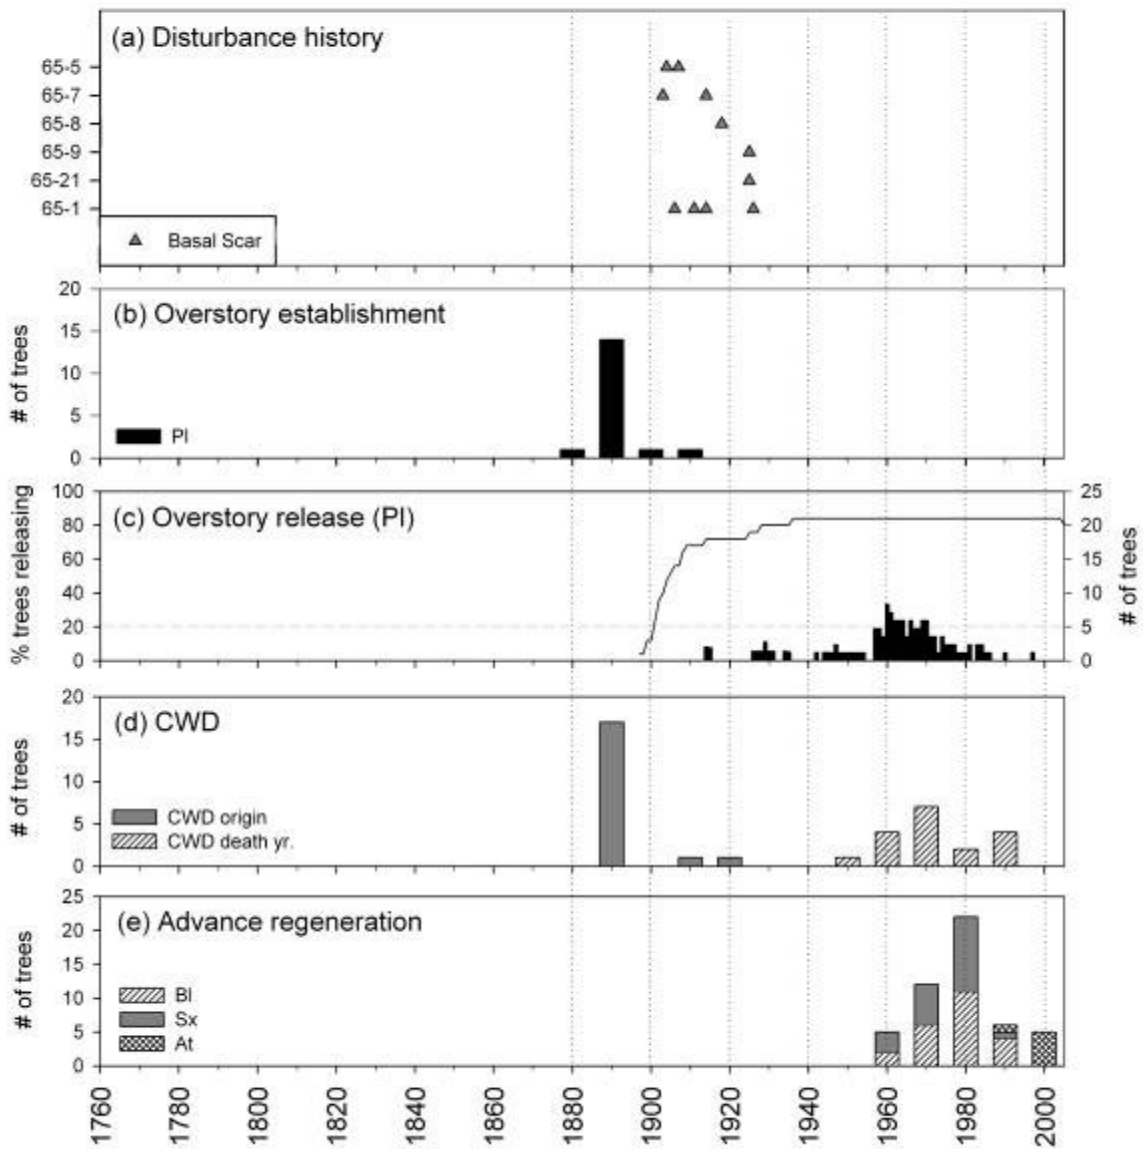 (a) Disturbance history
65-5
65-7
65-8
65-9
65-21
65-1
Basal Scar
20
15
10
5
0
# of trees
(b) Overstory establishment
Pl
100
80
60
40
20
0
% trees releasing
(c) Overstory release (Pl)
25
20
15
10
5
0
# of trees
20
15
10
5
0
# of trees
(d) CWD
CWD origin
CWD death yr.
25
20
15
10
5
0
# of trees
(e) Advance regeneration
Bl
Sx
At
1760
1780
1800
1820
1840
1860
1880
1900
1920
1940
1960
1980
2000